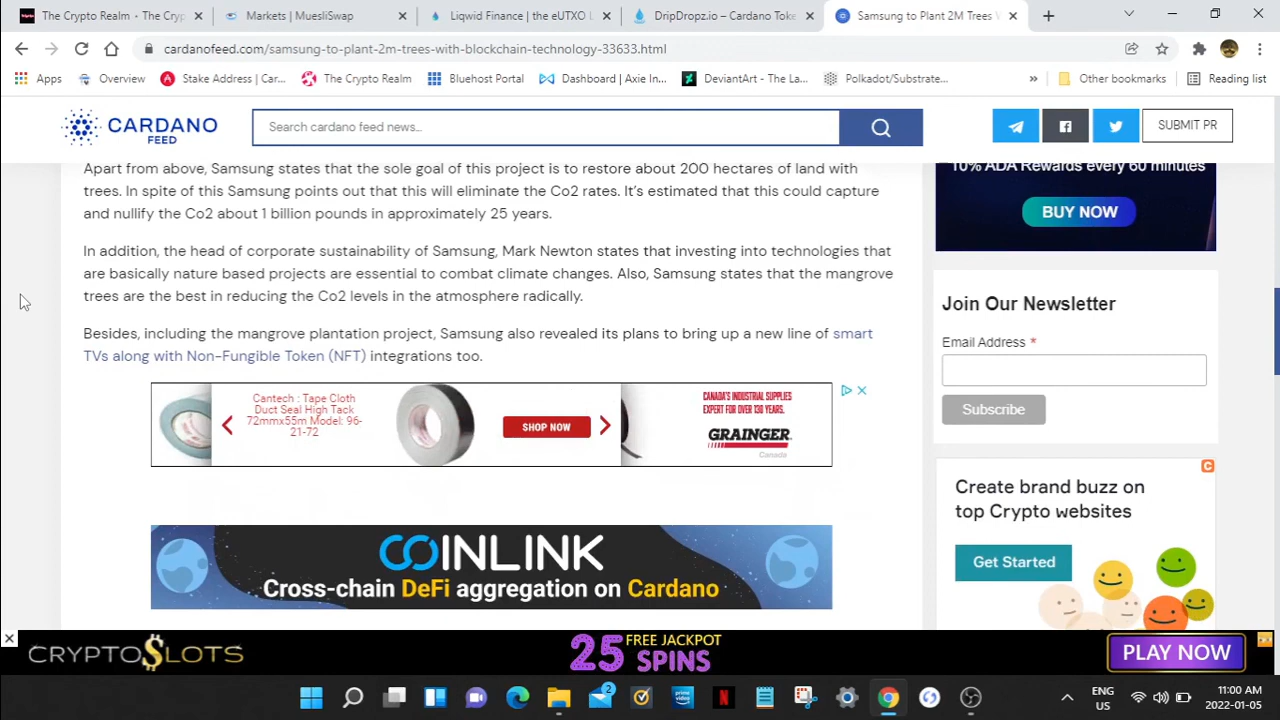 The Crypto Realm • The Cryp
Markets | MuesliSwap
Liqwid Finance | the eUTXO L
DripDropz.io – Cardano Token
Samsung to Plant 2M Trees W
cardanofeed.com/samsung-to-plant-2m-trees-with-blockchain-technology-33633.html
Apps
Overview
Stake Address | Car...
The Crypto Realm
Bluehost Portal
Dashboard | Axie In...
DeviantArt - The La...
Polkadot/Substrate...
»
Other bookmarks
Reading list
CARDANO
FEED
Search cardano feed news...
SUBMIT PR
Apart from above, Samsung states that the sole goal of this project is to restore about 200 hectares of land with
trees. In spite of this Samsung points out that this will eliminate the Co2 rates. It's estimated that this could capture
and nullify the Co2 about 1 billion pounds in approximately 25 years.
In addition, the head of corporate sustainability of Samsung, Mark Newton states that investing into technologies that
are basically nature based projects are essential to combat climate changes. Also, Samsung states that the mangrove
trees are the best in reducing the Co2 levels in the atmosphere radically.
Besides, including the mangrove plantation project, Samsung also revealed its plans to bring up a new line of smart
TVs along with Non-Fungible Token (NFT) integrations too.
10% ADA Rewards every 60 minutes
BUY NOW
Join Our Newsletter
Email Address *
Subscribe
Cantech : Tape Cloth
Duct Seal High Tack
72mmx55m Model: 96-
21-72
SHOP NOW
CANADA'S INDUSTRIAL SUPPLIES
EXPERT FOR OVER 130 YEARS.
GRAINGER
Canada
Create brand buzz on
top Crypto websites
Get Started
COINLINK
Cross-chain DeFi aggregation on Cardano
CRYPTOSLOTS
25 FREE JACKPOT
SPINS
PLAY NOW
2
ENG
US
11:00 AM
2022-01-05